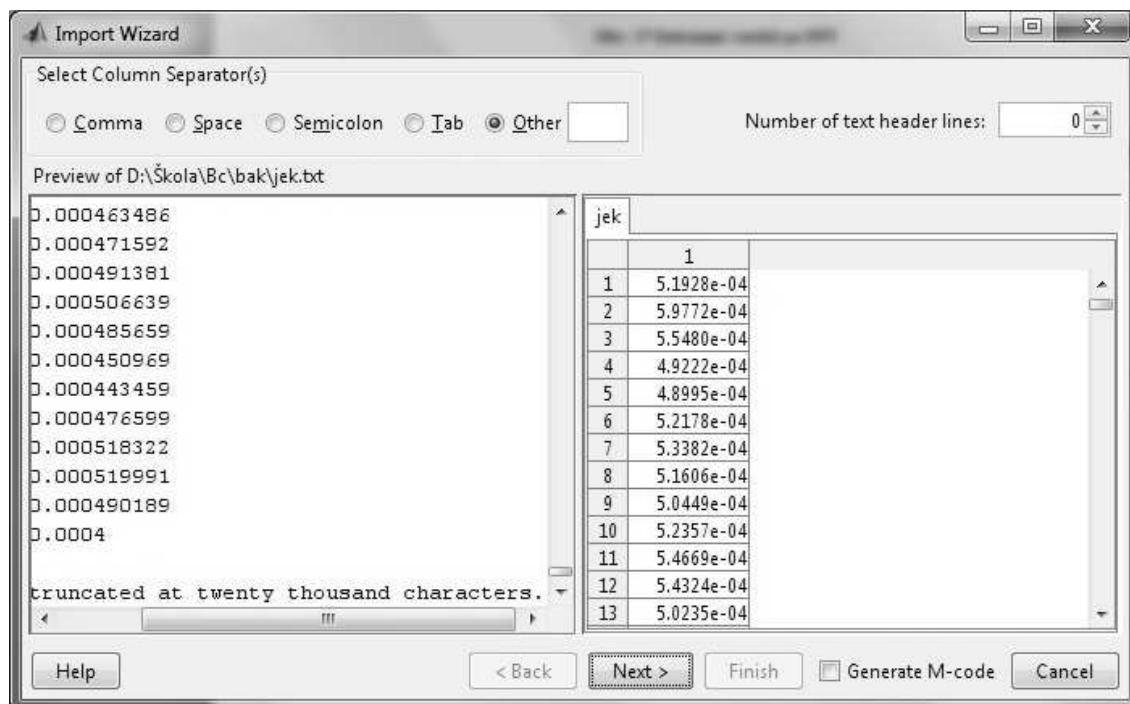 Import Wizard
Select Column Separator(s)
Comma Space Semicolon Tab Other
Number of text header lines: 0
Preview of D:\Škola\Bc\bak\jek.txt
0.000463486
0.000471592
0.000491381
0.000506639
0.000485659
0.000450969
0.000443459
0.000476599
0.000518322
0.000519991
0.000490189
0.0004
truncated at twenty thousand characters.
jek
1
1 5.1928e-04
2 5.9772e-04
3 5.5480e-04
4 4.9222e-04
5 4.8995e-04
6 5.2178e-04
7 5.3382e-04
8 5.1606e-04
9 5.0449e-04
10 5.2357e-04
11 5.4669e-04
12 5.4324e-04
13 5.0235e-04
Help
< Back
Next >
Finish
Generate M-code
Cancel